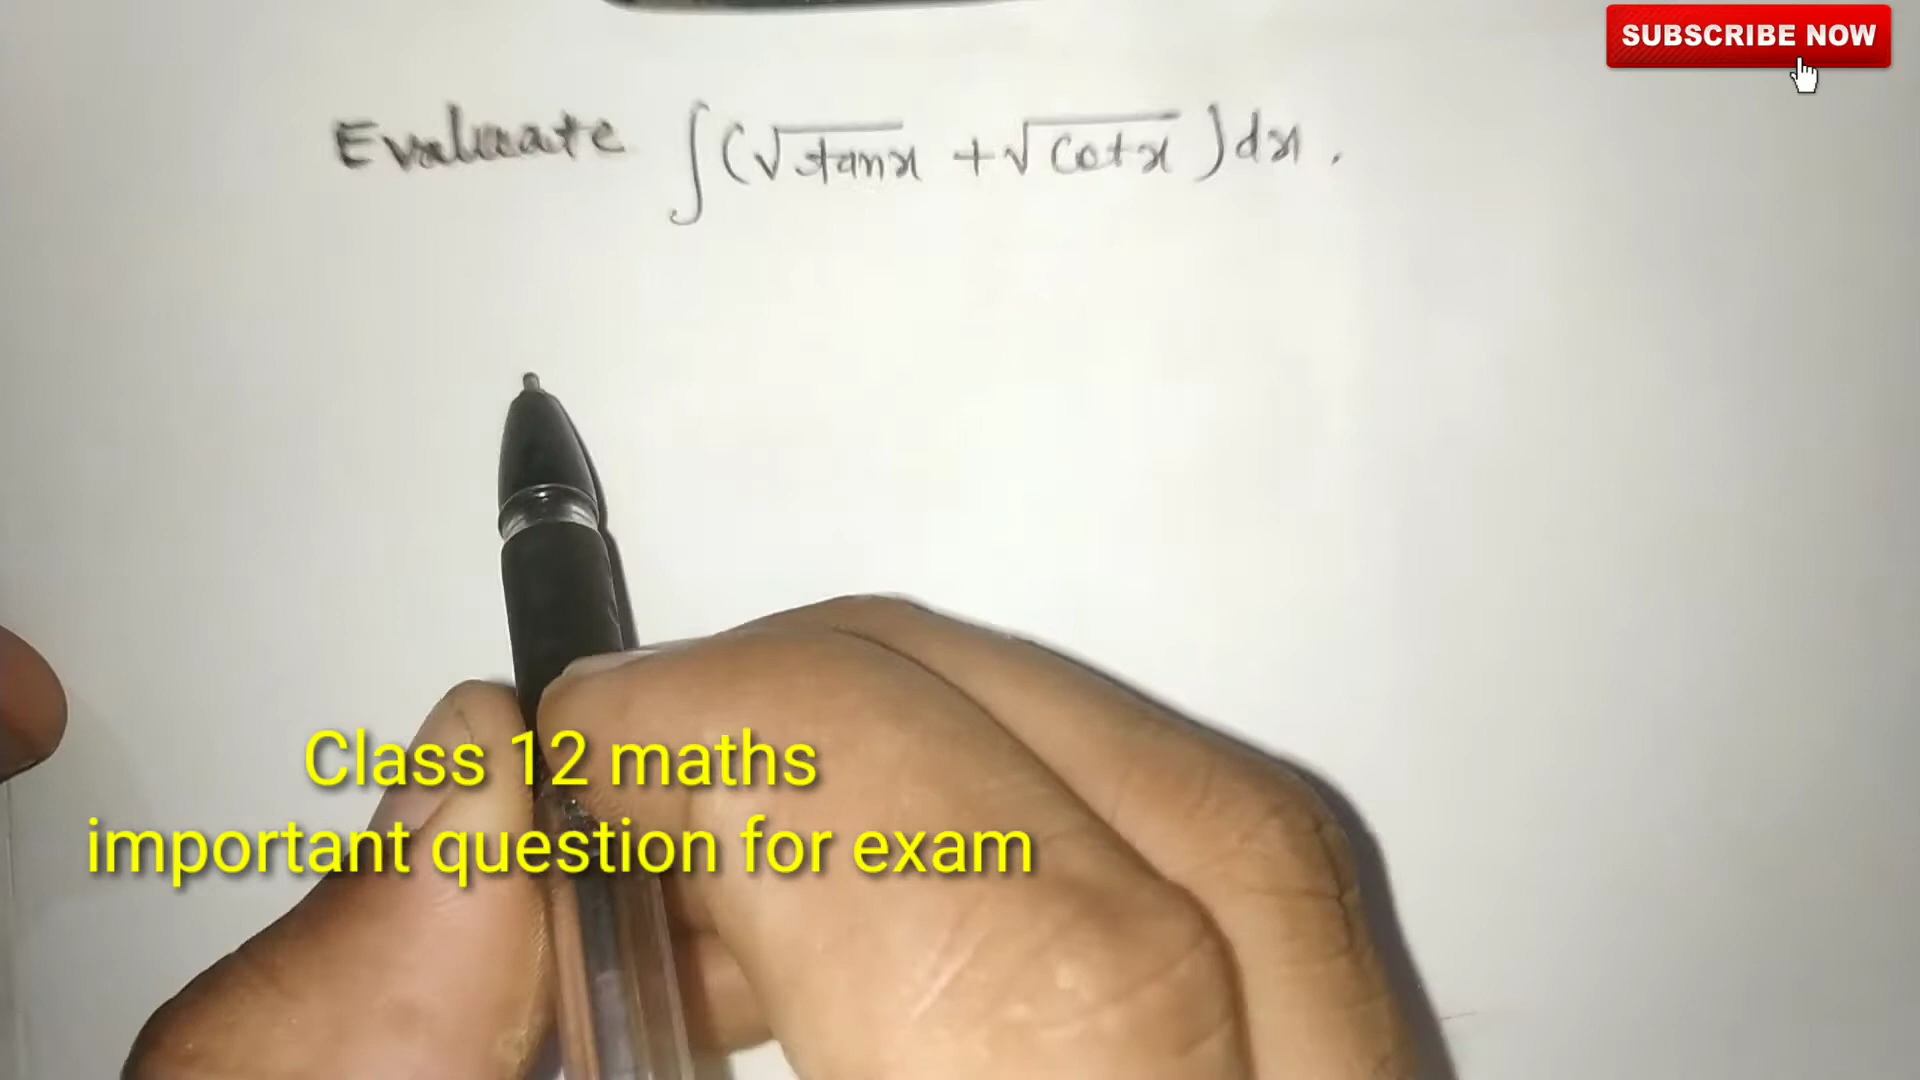 SUBSCRIBE NOW
Evaluate ∫(√tanx + √cotx)dx.
Class 12 maths
important question for exam